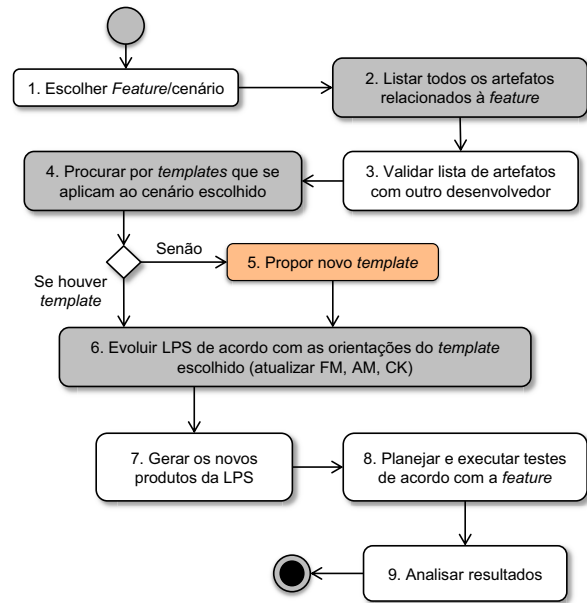 1. Escolher Feature/cenário
2. Listar todos os artefatos
relacionados à feature
3. Validar lista de artefatos
com outro desenvolvedor
4. Procurar por templates que se
aplicam ao cenário escolhido
Senão
Se houver
template
5. Propor novo template
6. Evoluir LPS de acordo com as orientações do template
escolhido (atualizar FM, AM, CK)
7. Gerar os novos
produtos da LPS
8. Planejar e executar testes
de acordo com a feature
9. Analisar resultados